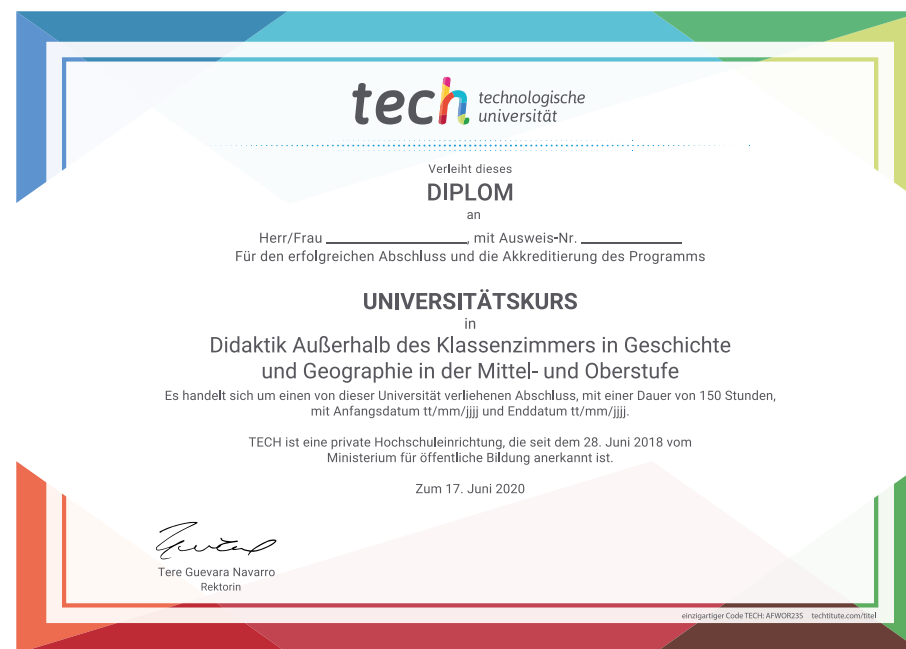 tech technologische
universität
Verleiht dieses
DIPLOM
an
Herr/Frau ____________, mit Ausweis-Nr. ____________
Für den erfolgreichen Abschluss und die Akkreditierung des Programms
UNIVERSITÄTSKURS
in
Didaktik Außerhalb des Klassenzimmers in Geschichte
und Geographie in der Mittel- und Oberstufe
Es handelt sich um einen von dieser Universität verliehenen Abschluss, mit einer Dauer von 150 Stunden,
mit Anfangsdatum tt/mm/jjjj und Enddatum tt/mm/jjjj.
TECH ist eine private Hochschuleinrichtung, die seit dem 28. Juni 2018 vom
Ministerium für öffentliche Bildung anerkannt ist.
Zum 17. Juni 2020
Tere Guevara Navarro
Rektorin
einzigartiger Code TECH: AFWOR235 techtitute.com/titel